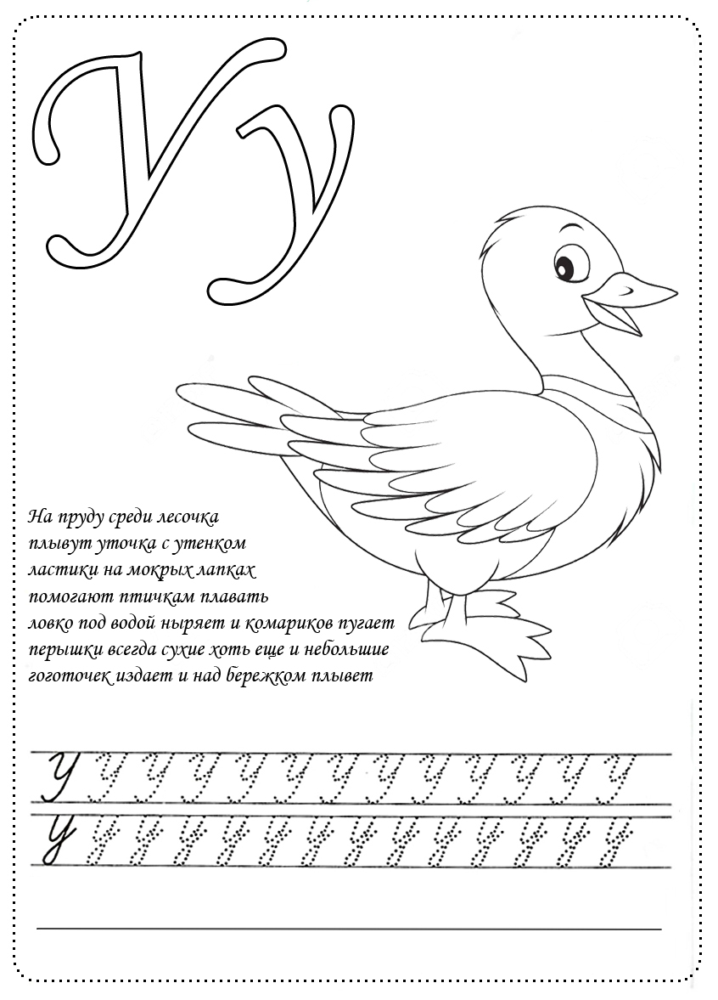 Уу
На пруду среди лесочка
плывут уточка с утенком
ластики на мокрых лапках
помогают птичкам плавать
ловко под водой ныряет и комариков пугает
перышки всегда сухие хоть еще и небольшие
гоготочек издает и над бережком плывет
У У У У У У У У У У У У У
у у у у у у у у у у у у у у